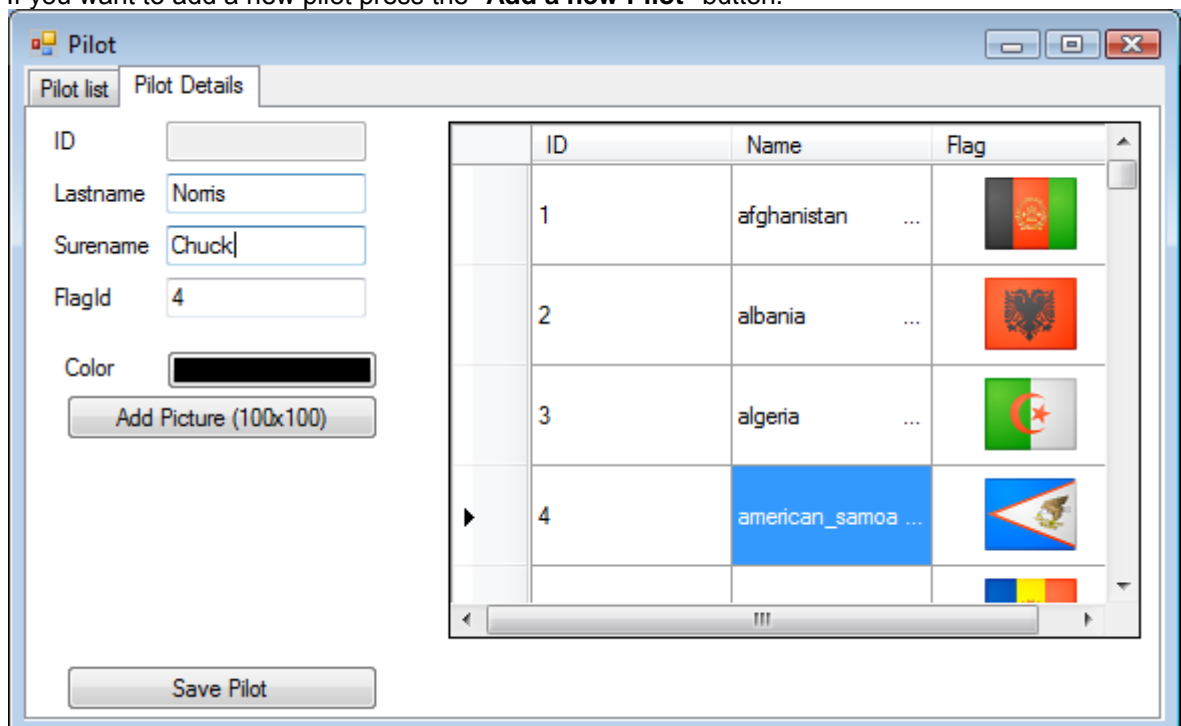 If you want to add a new pilot press the "Add a new Pilot" button.
Pilot
Pilot list Pilot Details
ID
Lastname Norris
Surename Chuck
FlagId 4
Color
Add Picture (100x100)
Save Pilot
ID Name Flag
1 afghanistan ...
2 albania ...
3 algeria ...
4 american_samoa ...